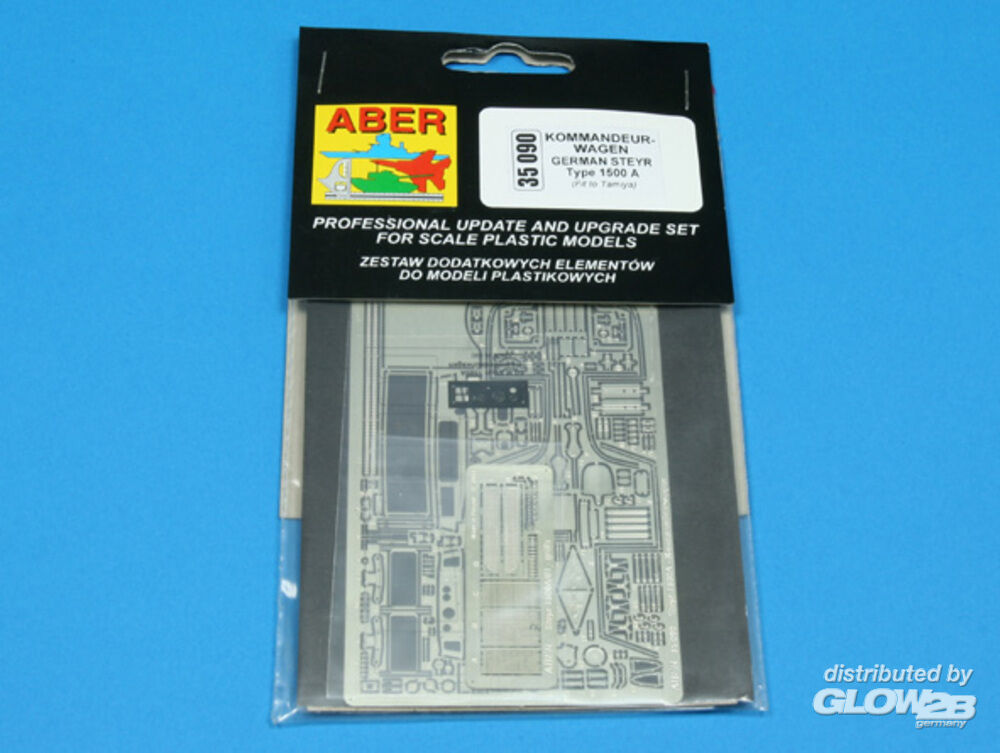 ABER
35 090
KOMMANDEUR-
WAGEN
GERMAN STEYR
Type 1500 A
(Fit to Tamiya)
PROFESSIONAL UPDATE AND UPGRADE SET
FOR SCALE PLASTIC MODELS
ZESTAW DODATKOWYCH ELEMENTÓW
DO MODELI PLASTIKOWYCH
distributed by
GLOW2B
germany